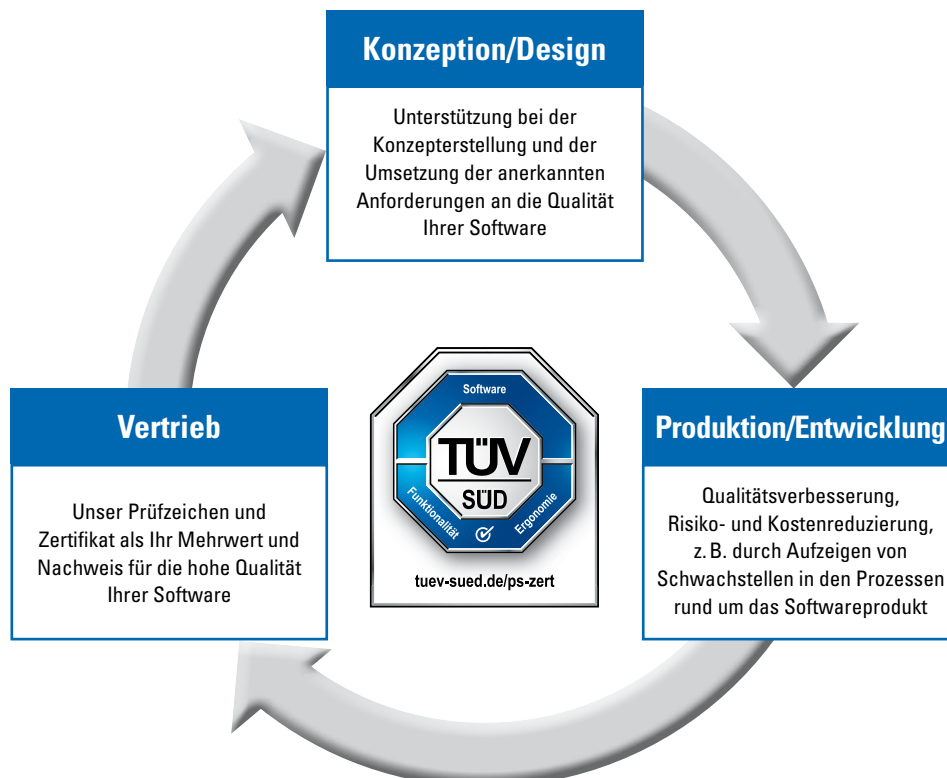 Konzeption/Design
Unterstützung bei der
Konzepterstellung und der
Umsetzung der anerkannten
Anforderungen an die Qualität
Ihrer Software
Vertrieb
Unser Prüfzeichen und
Zertifikat als Ihr Mehrwert und
Nachweis für die hohe Qualität
Ihrer Software
Software
TÜV
SÜD
Funktionalität
Ergonomie
tuev-sued.de/ps-zert
Produktion/Entwicklung
Qualitätsverbesserung,
Risiko- und Kostenreduzierung,
z. B. durch Aufzeigen von
Schwachstellen in den Prozessen
rund um das Softwareprodukt